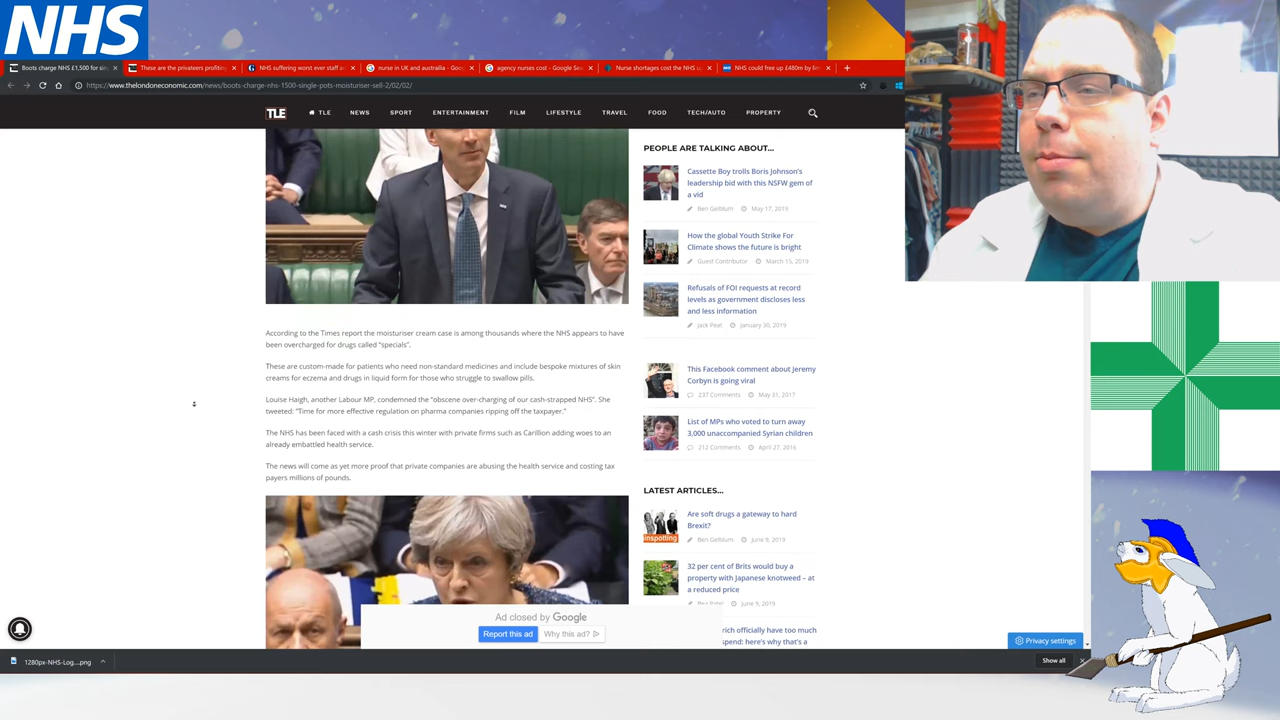 NHS
Boots charge NHS £1,500 for sin
These are the privateers profitin
NHS suffering worst ever staff a
nurse in UK and austrailia - Goo
agency nurses cost - Google Sea
Nurse shortages cost the NHS u
NHS could free up £480m by lim
https://www.thelondoneconomic.com/news/boots-charge-nhs-1500-single-pots-moisturiser-sell-2/02/02/
TLE
TLE NEWS SPORT ENTERTAINMENT FILM LIFESTYLE TRAVEL FOOD TECH/AUTO PROPERTY
According to the Times report the moisturiser cream case is among thousands where the NHS appears to have
been overcharged for drugs called “specials”.
These are custom-made for patients who need non-standard medicines and include bespoke mixtures of skin
creams for eczema and drugs in liquid form for those who struggle to swallow pills.
Louise Haigh, another Labour MP, condemned the “obscene over-charging of our cash-strapped NHS”. She
tweeted: “Time for more effective regulation on pharma companies ripping off the taxpayer.”
The NHS has been faced with a cash crisis this winter with private firms such as Carillion adding woes to an
already embattled health service.
The news will come as yet more proof that private companies are abusing the health service and costing tax
payers millions of pounds.
PEOPLE ARE TALKING ABOUT...
Cassette Boy trolls Boris Johnson's
leadership bid with this NSFW gem of
a vid
Ben Gelblum May 17, 2019
How the global Youth Strike For
Climate shows the future is bright
Guest Contributor March 15, 2019
Refusals of FOI requests at record
levels as government discloses less
and less information
Jack Peat January 30, 2019
This Facebook comment about Jeremy
Corbyn is going viral
237 Comments May 31, 2017
List of MPs who voted to turn away
3,000 unaccompanied Syrian children
212 Comments April 27, 2016
LATEST ARTICLES...
Are soft drugs a gateway to hard
Brexit?
inspotting
Ben Gelblum June 9, 2019
32 per cent of Brits would buy a
property with Japanese knotweed – at
a reduced price
June 9, 2019
rich officially have too much
spend: here's why that's a
Ad closed by Google
Report this ad Why this ad?
Privacy settings
1280px-NHS-Log....png
Show all